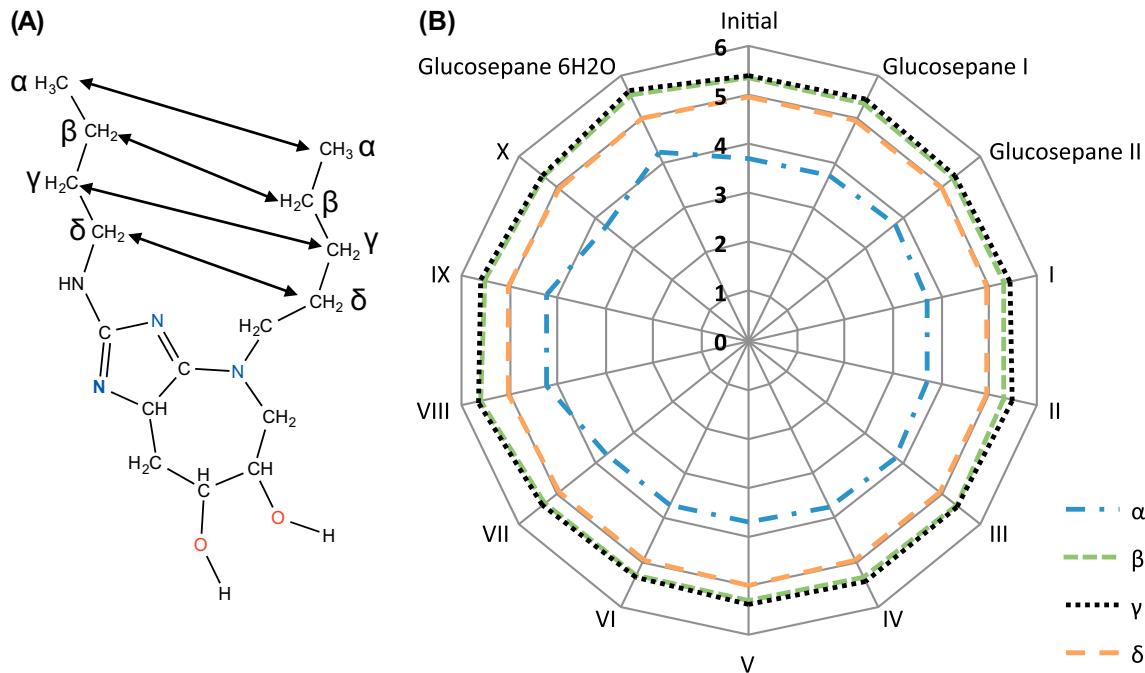 (A)
α H₃C
β CH₂
γ H₂C
δ CH₂
HN
C
N
N
CH
C
N
H₂C
CH₃ α
H₂C β
CH₂ γ
CH₂ δ
H₂C
CH₂
CH
H
C
O
H
O
H
(B)
Initial
Glucosepane I
Glucosepane II
I
II
III
IV
V
VI
VII
VIII
IX
X
Glucosepane 6H2O
6
5
4
3
2
1
0
α
β
γ
δ